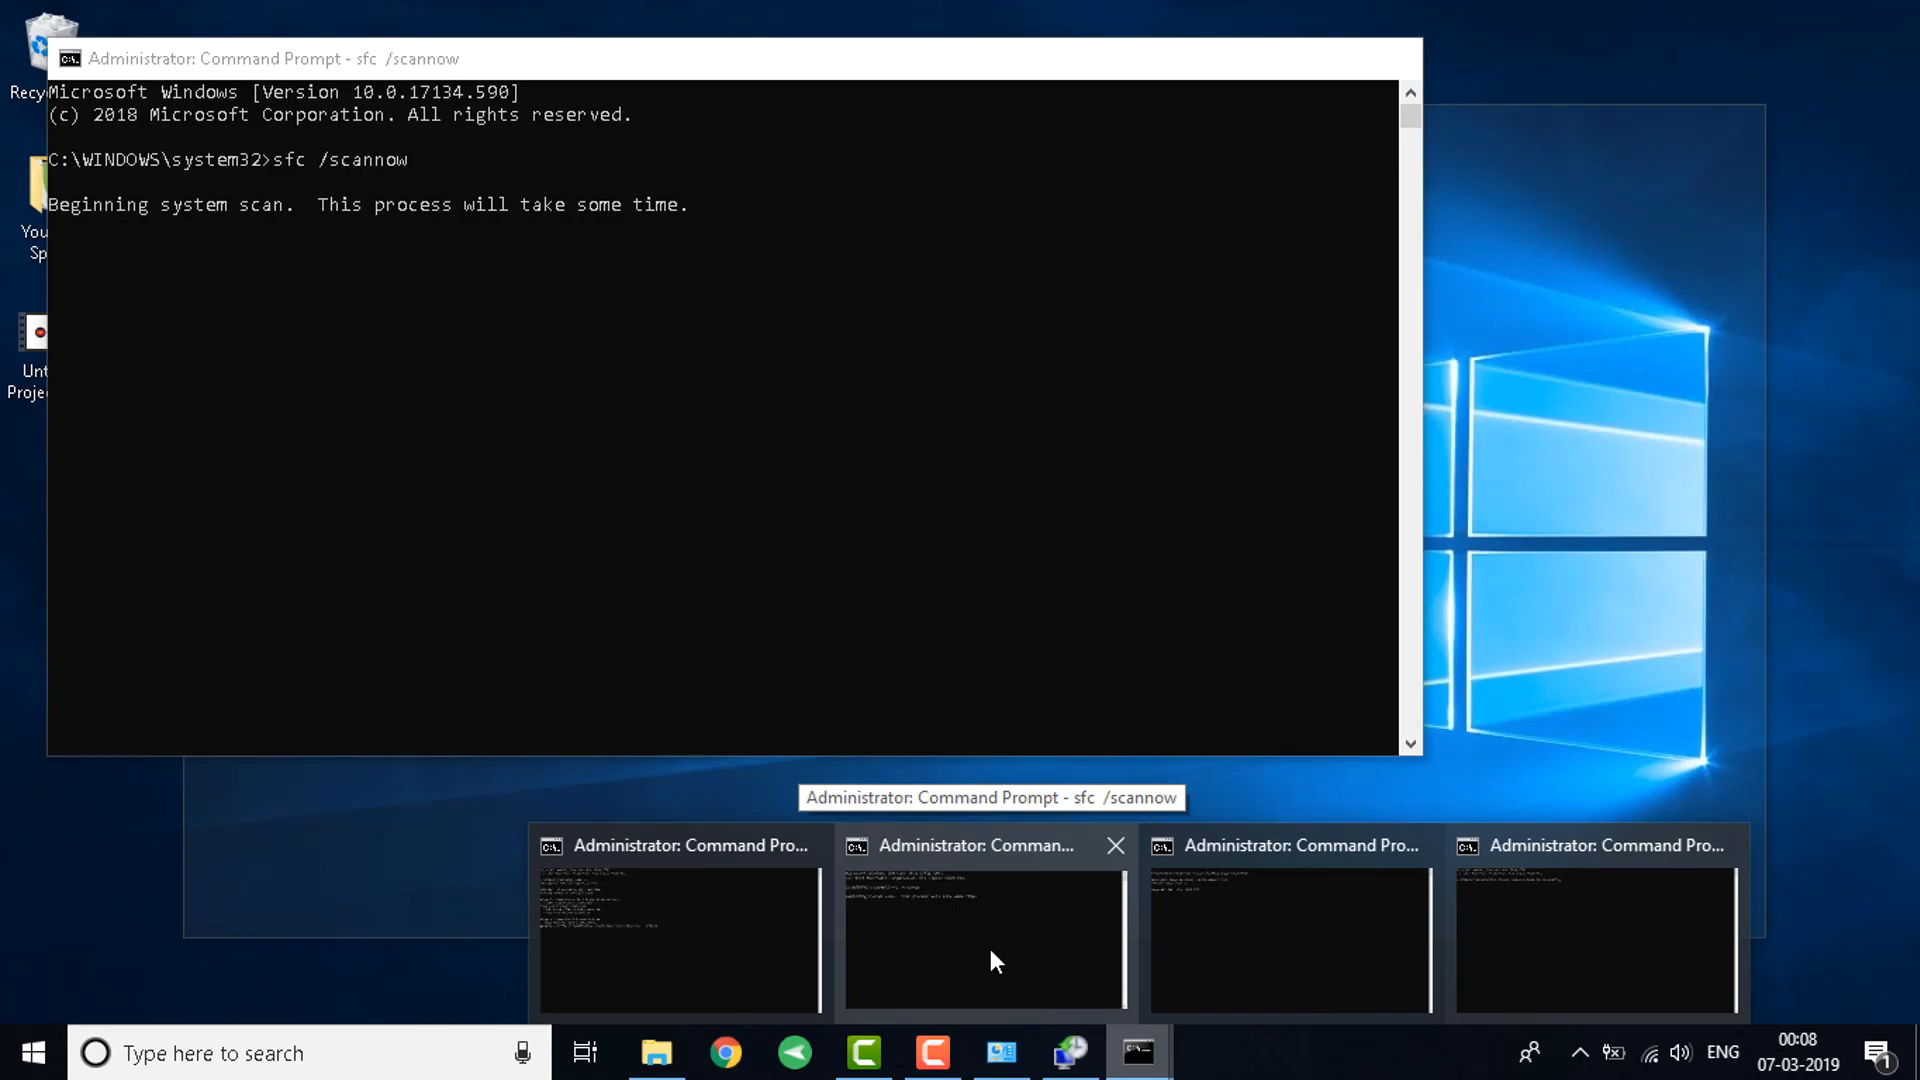 Administrator: Command Prompt - sfc /scannow
Microsoft Windows [Version 10.0.17134.590]
(c) 2018 Microsoft Corporation. All rights reserved.
C:\WINDOWS\system32>sfc /scannow
Beginning system scan.  This process will take some time.
Recy
You
Sp
Unt
Proje
Administrator: Command Prompt - sfc /scannow
Administrator: Command Pro...
Administrator: Comman...
Administrator: Command Pro...
Administrator: Command Pro...
Type here to search
ENG
00:08
07-03-2019
1